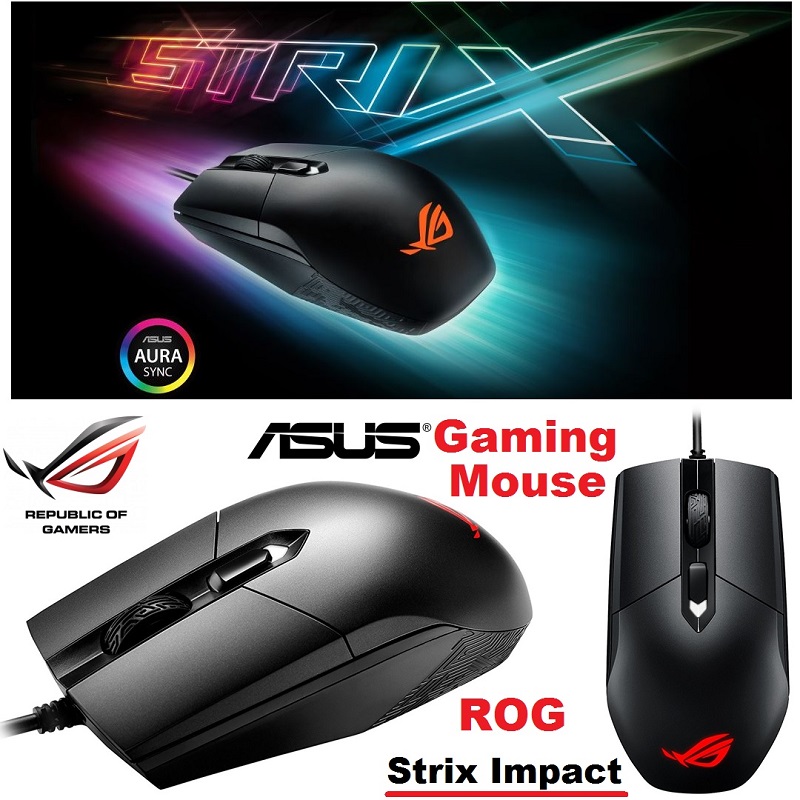 STRIX
ASUS
AURA
SYNC
ASUS® Gaming
Mouse
REPUBLIC OF
GAMERS
ROG
Strix Impact